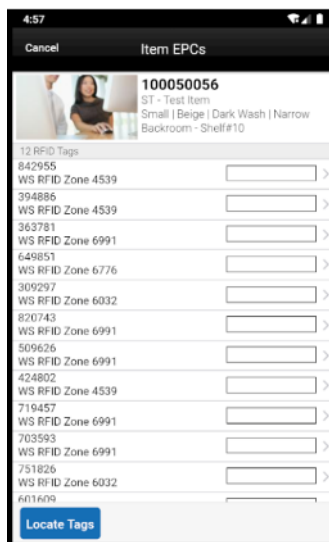 4:57
Cancel
Item EPCs
100050056
ST - Test Item
Small | Beige | Dark Wash | Narrow
Backroom - Shelf#10
12 RFID Tags
842955
WS RFID Zone 4539
394886
WS RFID Zone 4539
363781
WS RFID Zone 6991
649851
WS RFID Zone 6776
309297
WS RFID Zone 6032
820743
WS RFID Zone 6991
509626
WS RFID Zone 6991
424802
WS RFID Zone 4539
719457
WS RFID Zone 6991
703593
WS RFID Zone 6991
751826
WS RFID Zone 6032
601609
Locate Tags